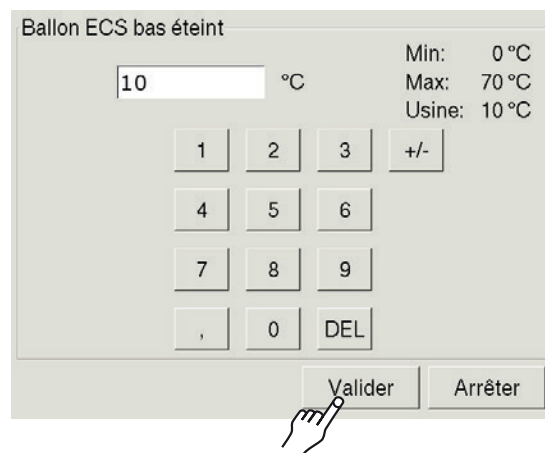 Ballon ECS bas éteint
Min: 0 °C
10 °C
Max: 70 °C
Usine: 10 °C
1 2 3 +/-
4 5 6
7 8 9
, 0 DEL
Valider Arrêter